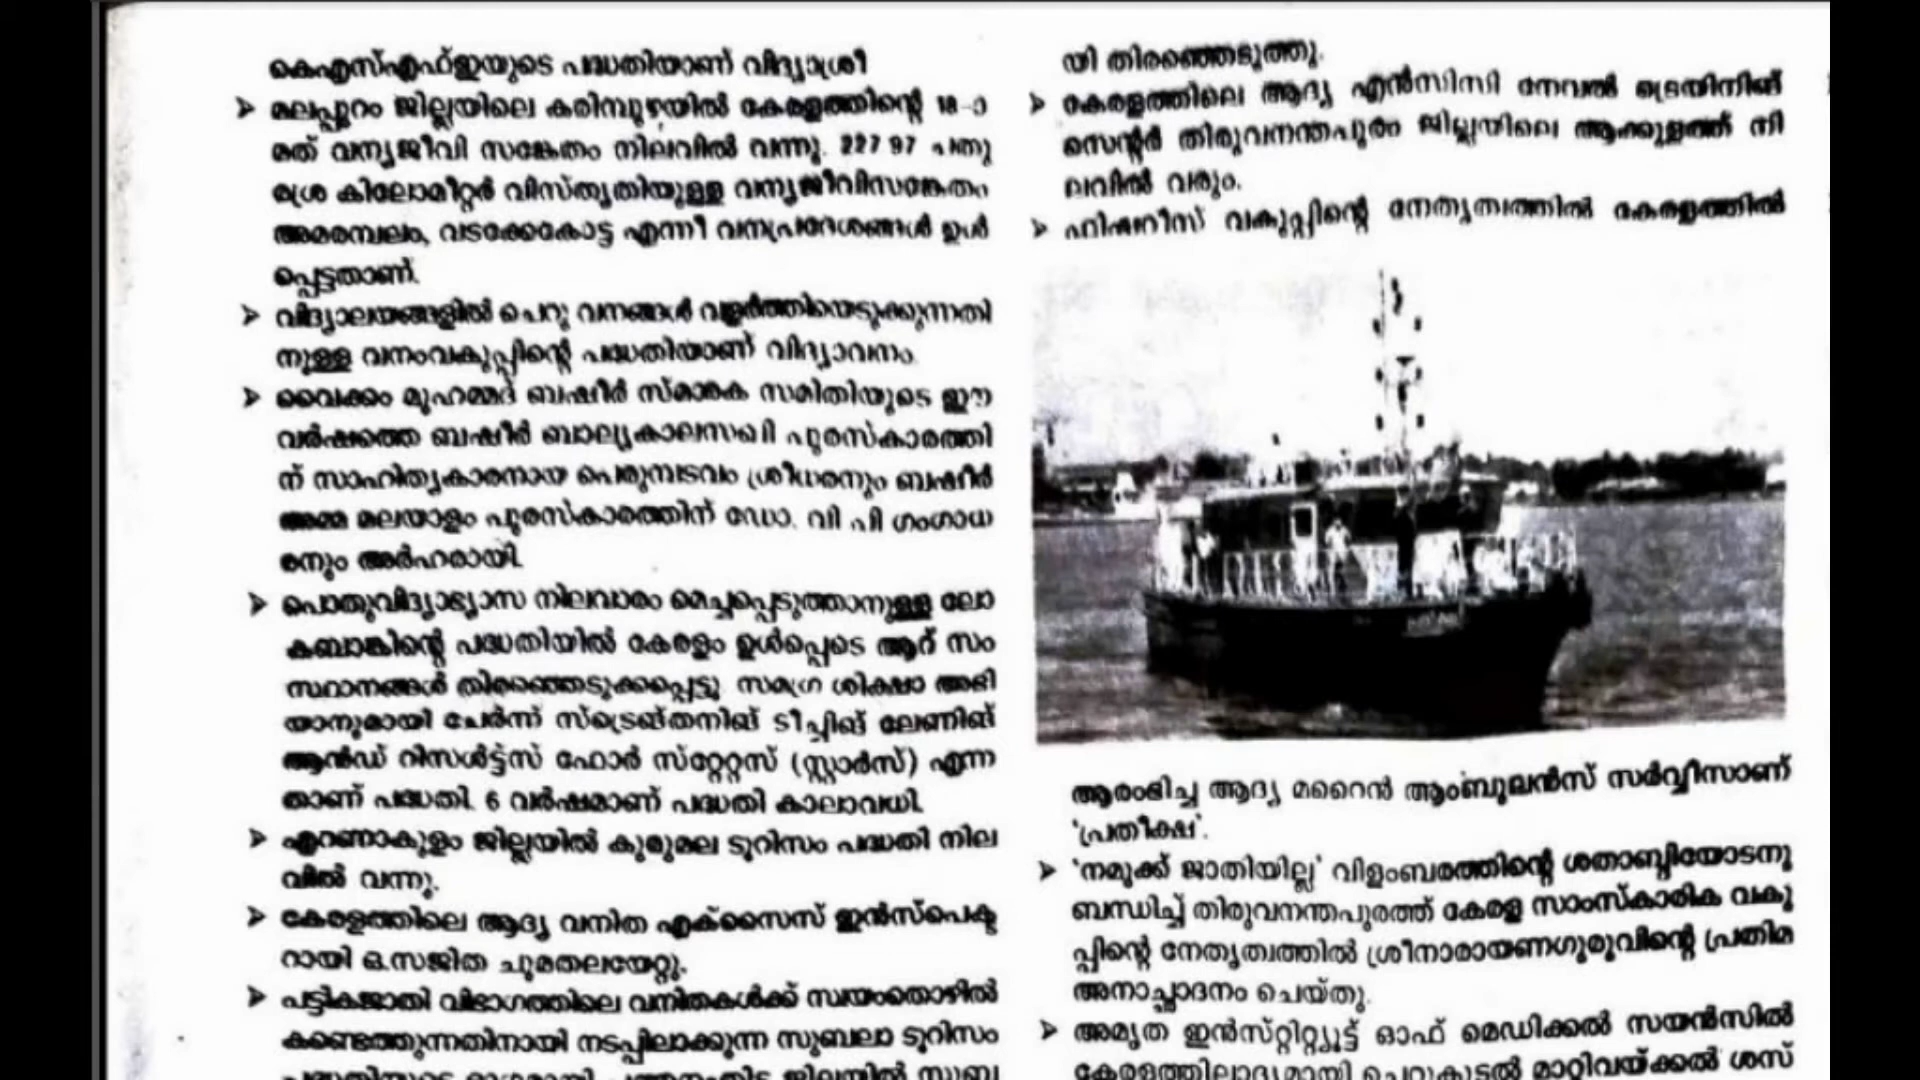 കെഎസ്എഫ്ഇയുടെ പദ്ധതിയാണ് വിദ്യാശ്രീ
➤ മലപ്പുറം ജില്ലയിലെ കരിമ്പുഴയിൽ കേരളത്തിന്റെ 18-ാ
മത് വന്യജീവി സങ്കേതം നിലവിൽ വന്നു. 227 97 ചതു
രശ്ര കിലോമീറ്റർ വിസ്തൃതിയുള്ള വന്യജീവിസങ്കേതം
അമരമ്പലം, വടക്കേകോട്ട എന്നീ വനപ്രദേശങ്ങൾ ഉൾ
പ്പെട്ടതാണ്.
➤ വിദ്യാലയങ്ങളിൽ ചെറു വനങ്ങൾ വളർത്തിയെടുക്കുന്നതി
നുള്ള വനംവകുപ്പിന്റെ പദ്ധതിയാണ് വിദ്യാവനം
➤ വൈക്കം മുഹമ്മദ് ബഷീർ സ്മാരക സമിതിയുടെ ഈ
വർഷത്തെ ബഷീർ ബാല്യകാലസഖി പുരസ്കാരത്തി
ന് സാഹിത്യകാരനായ പെരുമ്പടവം ശ്രീധരനും ബഷീർ
അമ്മ മലയാളം പുരസ്കാരത്തിന് ഡോ. വി പി ഗംഗാധ
രനും അർഹരായി.
➤ പൊതുവിദ്യാഭ്യാസ നിലവാരം മെച്ചപ്പെടുത്താനുള്ള ലോ
കബാങ്കിന്റെ പദ്ധതിയിൽ കേരളം ഉൾപ്പെടെ ആറ് സം
സ്ഥാനങ്ങൾ തിരഞ്ഞെടുക്കപ്പെട്ടു. സമഗ്ര ശിക്ഷാ അഭി
യാനുമായി ചേർന്ന് സ്ട്രെങ്തനിങ് ടീച്ചിങ് ലേണിങ്
ആൻഡ് റിസൾട്ട്സ് ഫോർ സ്റ്റേറ്റസ് (സ്റ്റാർസ്) എന്ന
താണ് പദ്ധതി. 6 വർഷമാണ് പദ്ധതി കാലാവധി.
➤ എറണാകുളം ജില്ലയിൽ കുരുമല ടൂറിസം പദ്ധതി നില
വിൽ വന്നു.
➤ കേരളത്തിലെ ആദ്യ വനിത എക്സൈസ് ഇൻസ്പെക്ട
റായി ഒ.സജിത ചുമതലയേറ്റു.
➤ പട്ടികജാതി വിഭാഗത്തിലെ വനിതകൾക്ക് സ്വയംതൊഴിൽ
കണ്ടെത്തുന്നതിനായി നടപ്പിലാക്കുന്ന സുബലാ ടൂറിസം
യി തിരഞ്ഞെടുത്തു.
➤ കേരളത്തിലെ ആദ്യ എൻസിസി നേവൽ ട്രെയിനിങ്
സെന്റർ തിരുവനന്തപുരം ജില്ലയിലെ ആക്കുളത്ത് നി
ലവിൽ വരും.
➤ ഫിഷറീസ് വകുപ്പിന്റെ നേതൃത്വത്തിൽ കേരളത്തിൽ
ആരംഭിച്ച ആദ്യ മറൈൻ ആംബുലൻസ് സർവ്വീസാണ്
'പ്രതീക്ഷ'.
➤ 'നമുക്ക് ജാതിയില്ല' വിളംബരത്തിന്റെ ശതാബ്ദിയോടനു
ബന്ധിച്ച് തിരുവനന്തപുരത്ത് കേരള സാംസ്കാരിക വകു
പ്പിന്റെ നേതൃത്വത്തിൽ ശ്രീനാരായണഗുരുവിന്റെ പ്രതിമ
അനാച്ഛാദനം ചെയ്തു.
➤ അമൃത ഇൻസ്റ്റിറ്റ്യൂട്ട് ഓഫ് മെഡിക്കൽ സയൻസിൽ
കേരളത്തിലാദ്യമായി ചെറുകുടൽ മാറ്റിവയ്ക്കൽ ശസ്